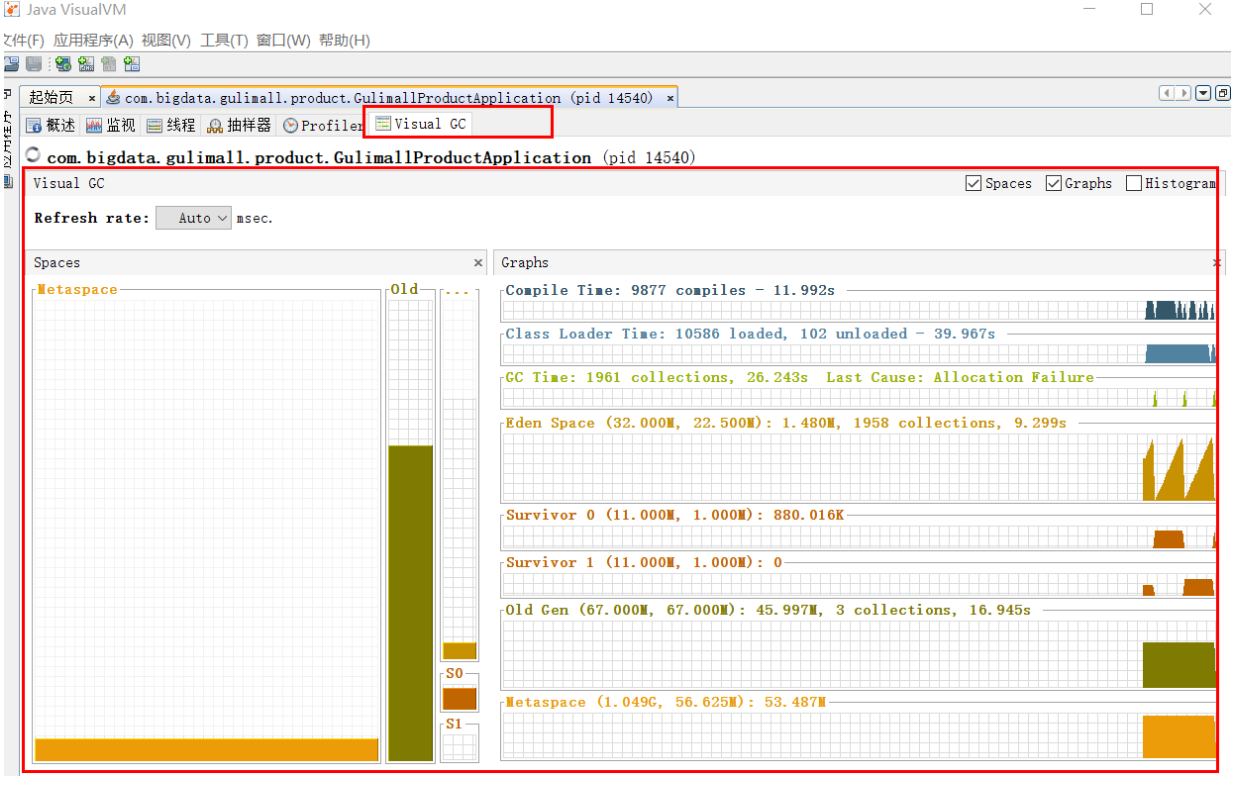 Java VisualVM
文件(F) 应用程序(A) 视图(V) 工具(T) 窗口(W) 帮助(H)
起始页 × com.bigdata.gulimall.product.GulimallProductApplication (pid 14540) ×
概述 监视 线程 抽样器 Profiler Visual GC
com.bigdata.gulimall.product.GulimallProductApplication (pid 14540)
Visual GC Spaces Graphs Histogram
Refresh rate: Auto msec.
Spaces × Graphs ×
Metaspace Old ...
Compile Time: 9877 compiles - 11.992s
Class Loader Time: 10586 loaded, 102 unloaded - 39.967s
GC Time: 1961 collections, 26.243s Last Cause: Allocation Failure
Eden Space (32.000M, 22.500M): 1.480M, 1958 collections, 9.299s
Survivor 0 (11.000M, 1.000M): 880.016K
Survivor 1 (11.000M, 1.000M): 0
Old Gen (67.000M, 67.000M): 45.997M, 3 collections, 16.945s
S0
Metaspace (1.049G, 56.625M): 53.487M
S1